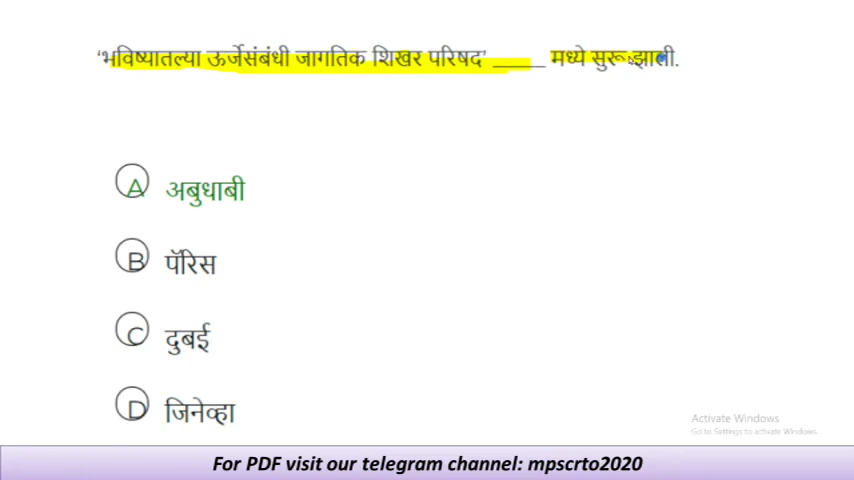 ‘भविष्यातल्या ऊर्जेसंबंधी जागतिक शिखर परिषद’ _____ मध्ये सुरू झाली.
A अबुधाबी
B पॅरिस
C दुबई
D जिनेव्हा
Activate Windows
Go to Settings to activate Windows.
For PDF visit our telegram channel: mpscrto2020